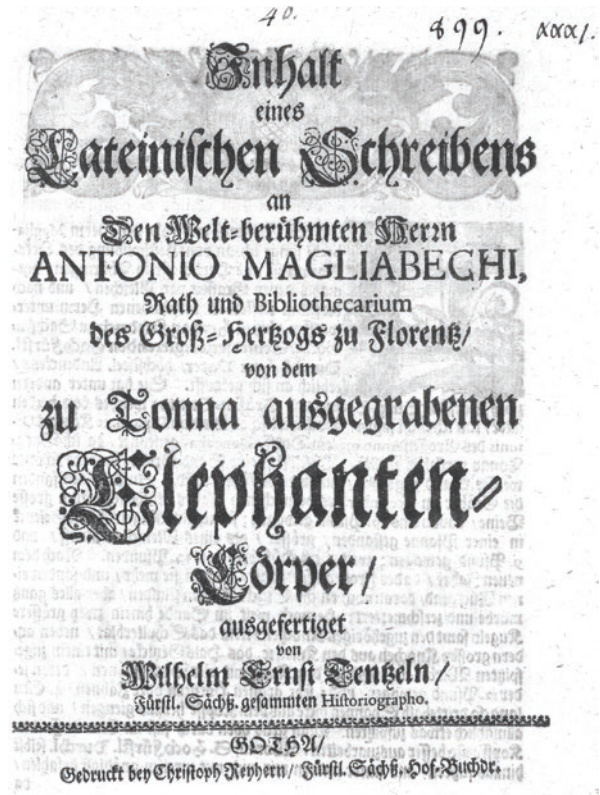 40.
899. xxxj.
Inhalt
eines
Lateinischen Schreibens
an
Den Welt-berühmten Herrn
ANTONIO MAGLIABECHI,
Rath und Bibliothecarium
des Groß-Hertzogs zu Florentz/
von dem
zu Tonna ausgegrabenen
Elephanten-
Cörper/
ausgefertiget
von
Wilhelm Ernst Tentzeln/
Fürstl. Sächß. gesammten Historiographo.
GOTHA/
Gedruckt bey Christoph Reyhern/ Fürstl. Sächß. Hof-Buchdr.